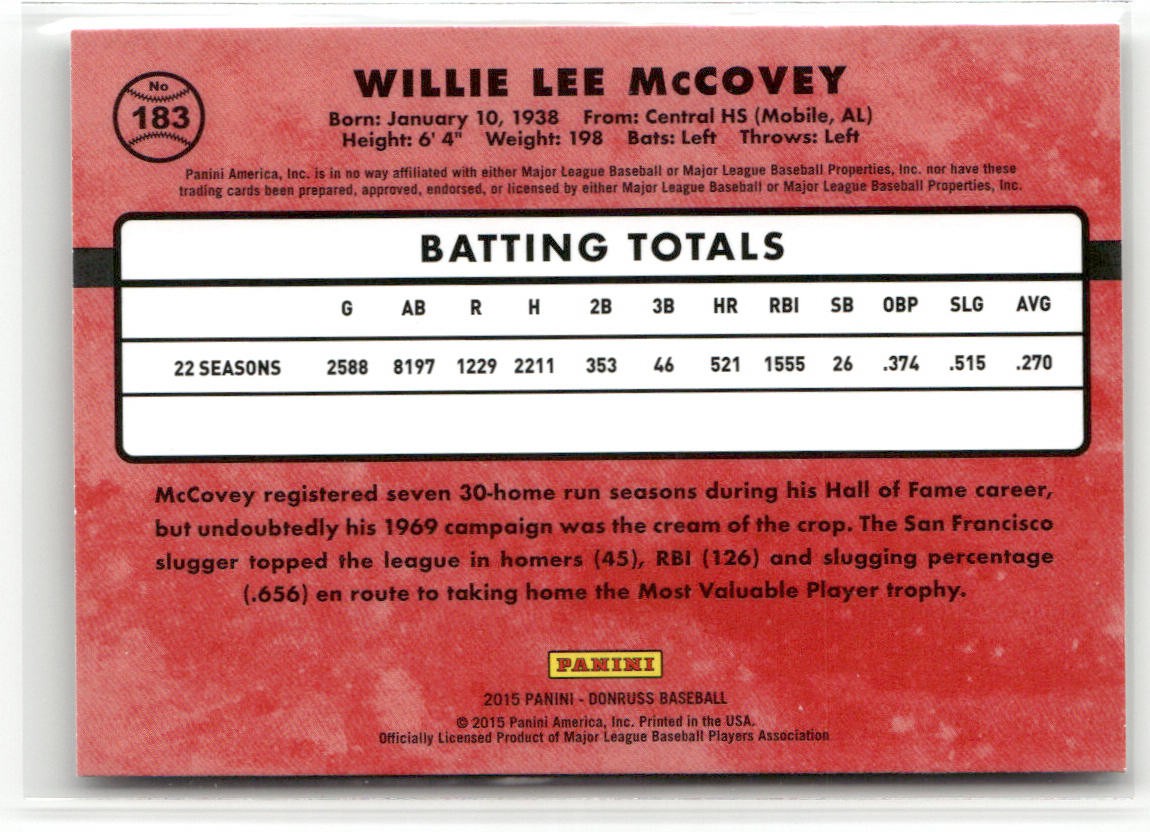 No
183
WILLIE LEE McCOVEY
Born: January 10, 1938 From: Central HS (Mobile, AL)
Height: 6' 4" Weight: 198 Bats: Left Throws: Left
Panini America, Inc. is in no way affiliated with either Major League Baseball or Major League Baseball Properties, Inc. nor have these
trading cards been prepared, approved, endorsed, or licensed by either Major League Baseball or Major League Baseball Properties, Inc.
BATTING TOTALS
G AB R H 2B 3B HR RBI SB OBP SLG AVG
22 SEASONS 2588 8197 1229 2211 353 46 521 1555 26 .374 .515 .270
McCovey registered seven 30-home run seasons during his Hall of Fame career,
but undoubtedly his 1969 campaign was the cream of the crop. The San Francisco
slugger topped the league in homers (45), RBI (126) and slugging percentage
(.656) en route to taking home the Most Valuable Player trophy.
PANINI
2015 PANINI - DONRUSS BASEBALL
© 2015 Panini America, Inc. Printed in the USA.
Officially Licensed Product of Major League Baseball Players Association